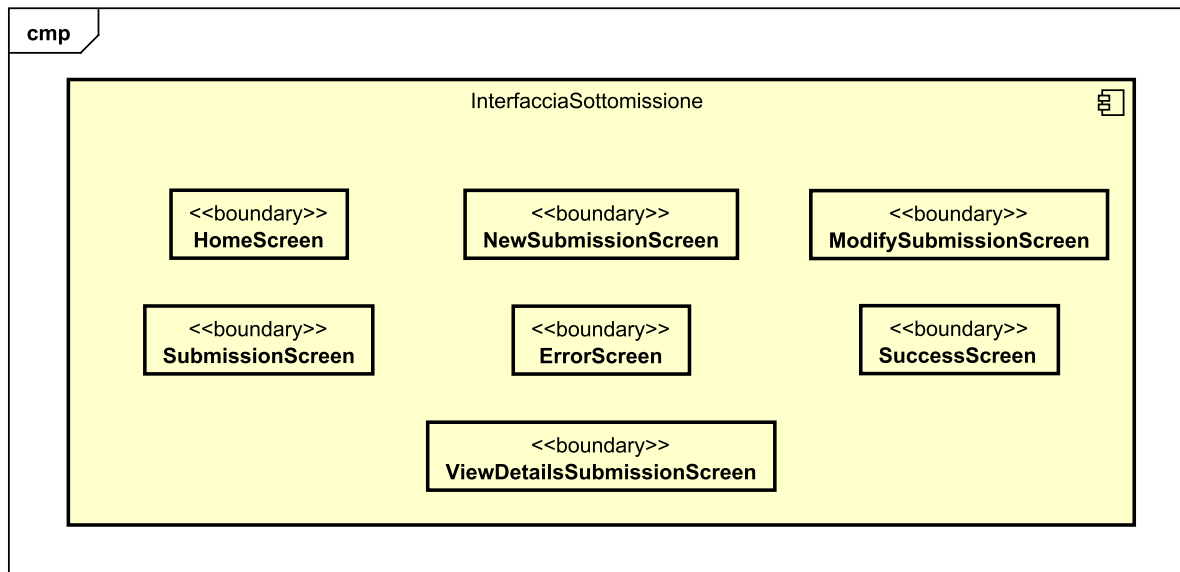 cmp
InterfacciaSottomissione
<<boundary>>
HomeScreen
<<boundary>>
NewSubmissionScreen
<<boundary>>
ModifySubmissionScreen
<<boundary>>
SubmissionScreen
<<boundary>>
ErrorScreen
<<boundary>>
SuccessScreen
<<boundary>>
ViewDetailsSubmissionScreen